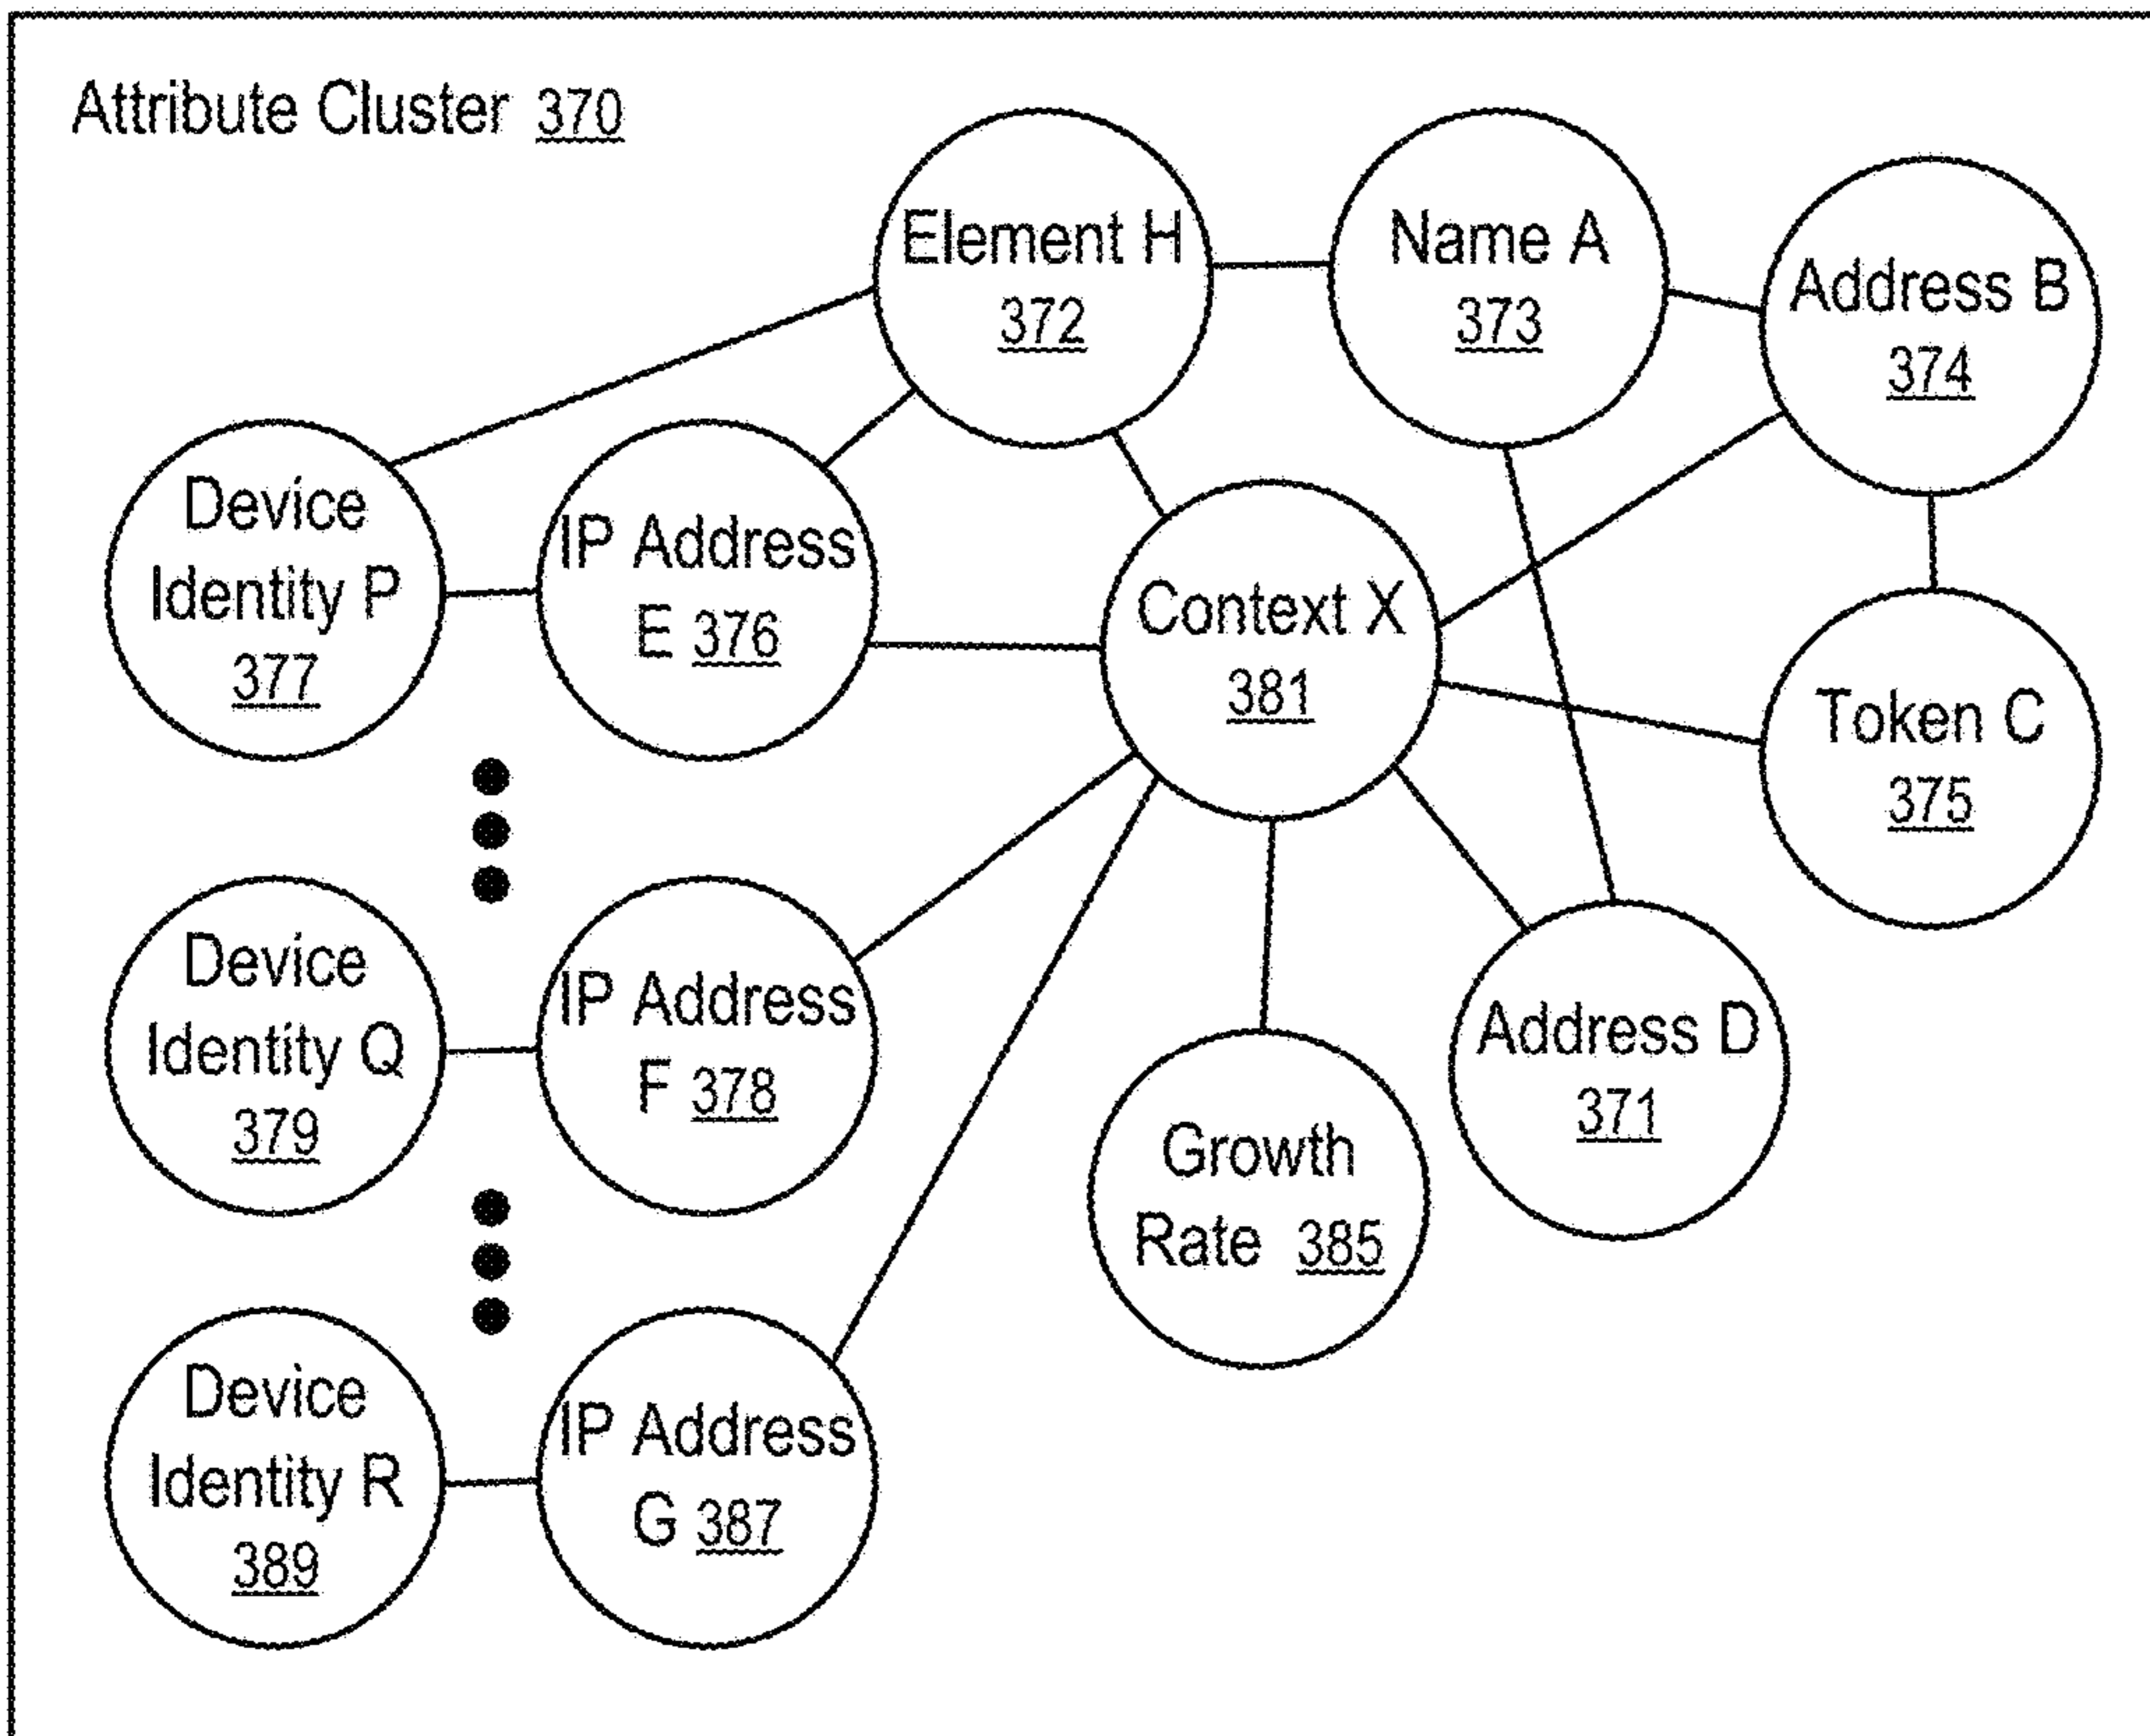 Attribute Cluster 370
Element H
372
Name A
373
Address B
374
Device
Identity P
377
IP Address
E 376
Context X
381
Token C
375
Device
Identity Q
379
IP Address
F 378
Address D
371
Growth
Rate 385
Device
Identity R
389
IP Address
G 387